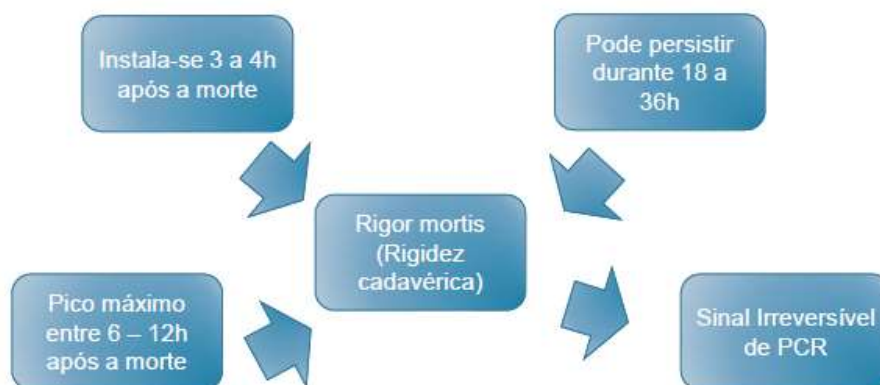 Instala-se 3 a 4h
após a morte
Pode persistir
durante 18 a
36h
Rigor mortis
(Rigidez
cadavérica)
Pico máximo
entre 6 – 12h
após a morte
Sinal Irreversível
de PCR